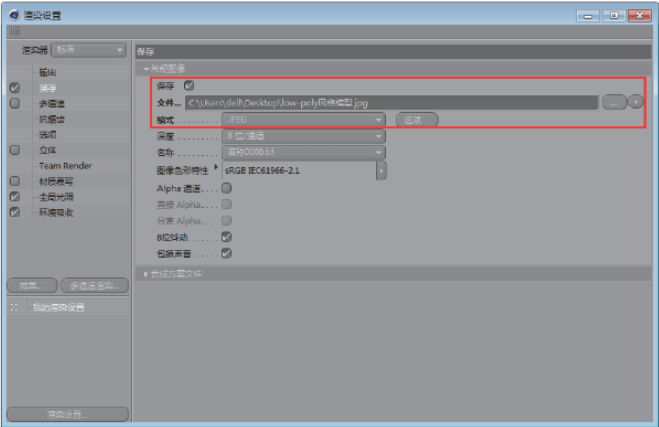 渲染设置
渲染器 标准
输出
保存
多通道
抗锯齿
选项
立体
Team Render
材质覆写
全局光照
环境吸收
效果... 多通道渲染...
我的渲染设置
渲染设置...
保存
常规图像
保存
文件... C:\Users\dell\Desktop\low-poly风格模型.jpg ...
格式 JPEG 选项
深度 8 位/通道
名称 名称0000.tif
图像色彩特性 sRGB IEC61966-2.1
Alpha 通道
直接 Alpha
分离 Alpha
8位抖动
包括声音
合成方案文件